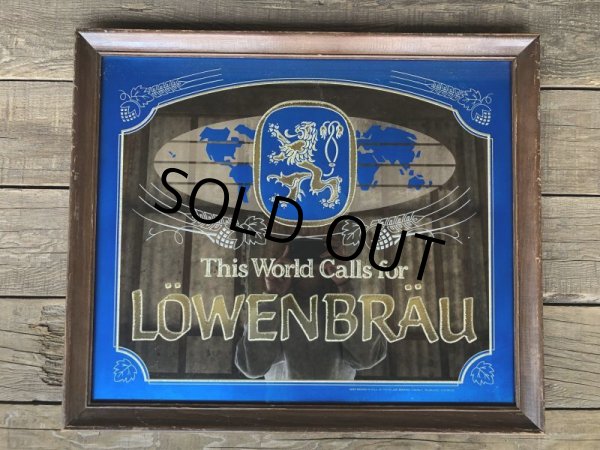 SOLD OUT
This World Calls for
LÖWENBRÄU